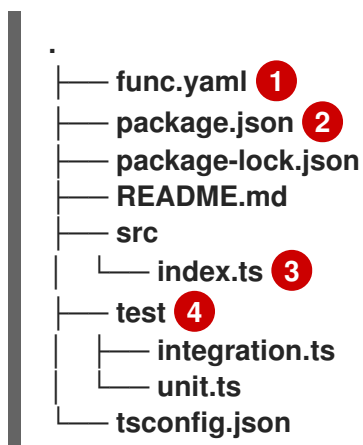 .
├── func.yaml 1
├── package.json 2
├── package-lock.json
├── README.md
├── src
│   └── index.ts 3
├── test 4
│   ├── integration.ts
│   └── unit.ts
└── tsconfig.json